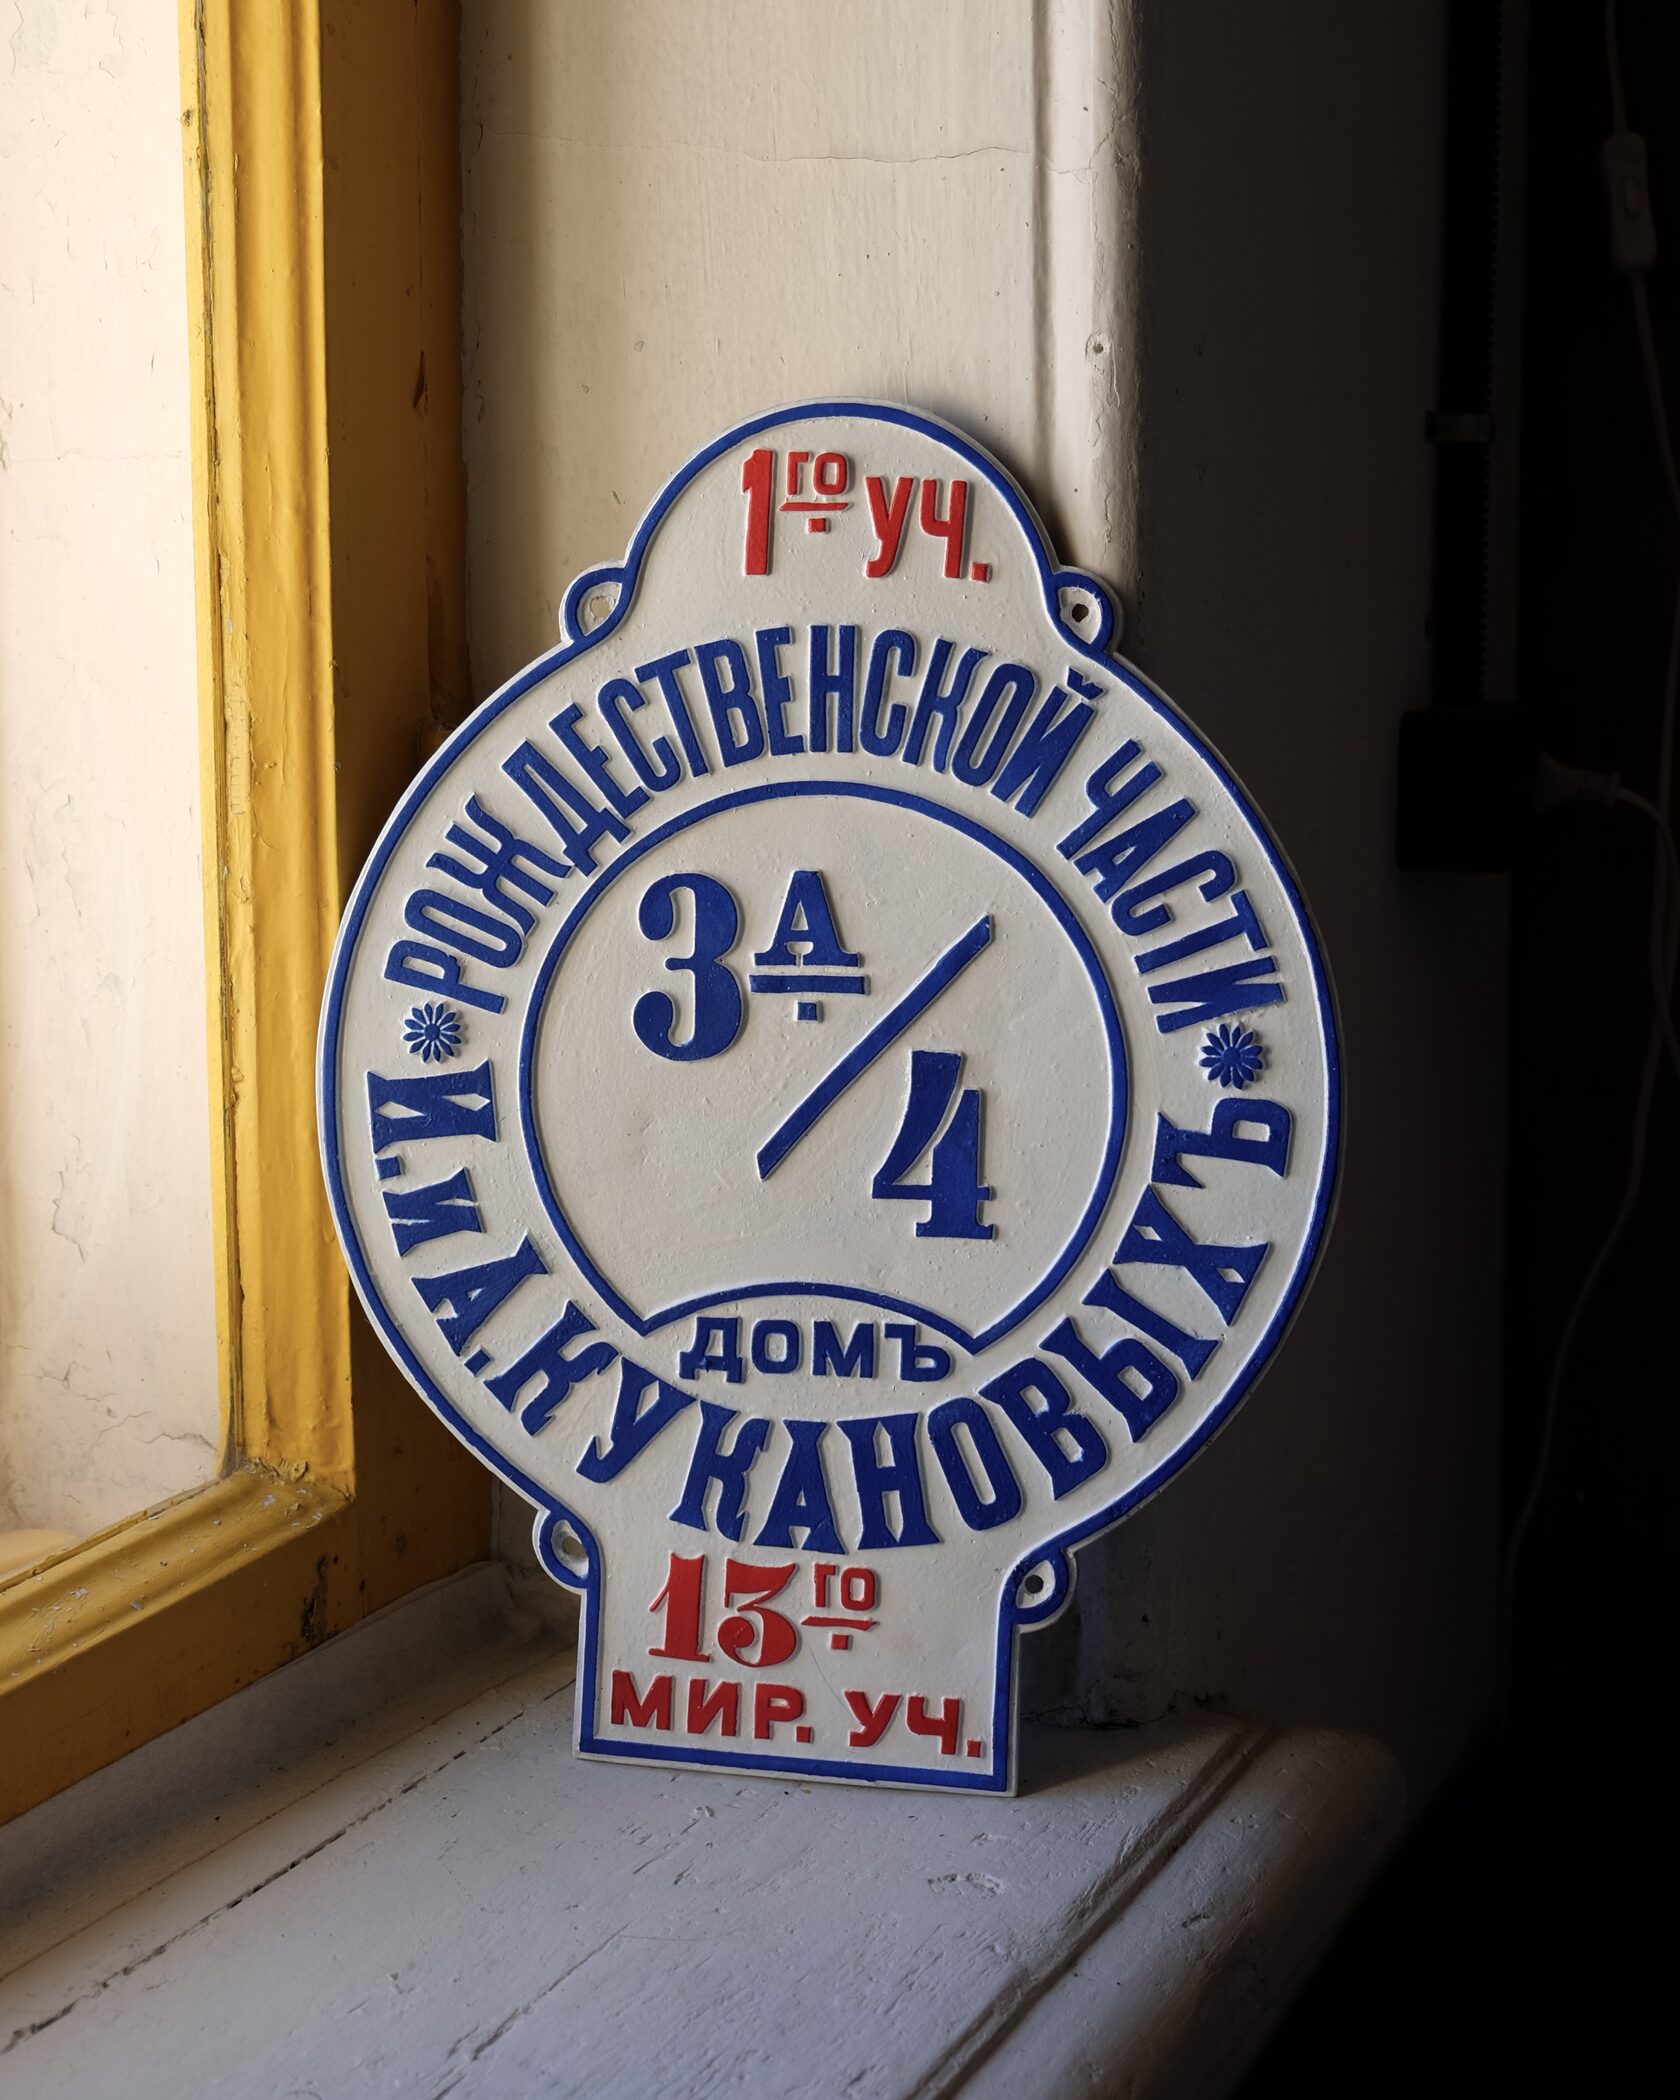 1го уч.
РОЖДЕСТВЕНСКОЙ ЧАСТИ
3А/4
ДОМЪ
И.И А.КУКАНОВЫХЪ
13го
МИР. УЧ.